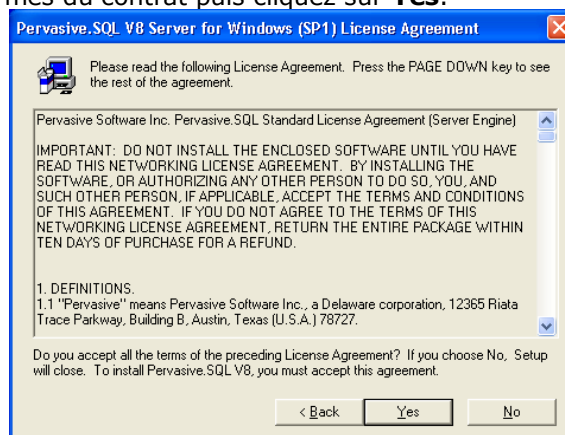 mes du contrat puis cliquez sur Yes.
Pervasive.SQL V8 Server for Windows (SP1) License Agreement
Please read the following License Agreement. Press the PAGE DOWN key to see
the rest of the agreement.
Pervasive Software Inc. Pervasive.SQL Standard License Agreement (Server Engine)
IMPORTANT: DO NOT INSTALL THE ENCLOSED SOFTWARE UNTIL YOU HAVE
READ THIS NETWORKING LICENSE AGREEMENT. BY INSTALLING THE
SOFTWARE, OR AUTHORIZING ANY OTHER PERSON TO DO SO, YOU, AND
SUCH OTHER PERSON, IF APPLICABLE, ACCEPT THE TERMS AND CONDITIONS
OF THIS AGREEMENT. IF YOU DO NOT AGREE TO THE TERMS OF THIS
NETWORKING LICENSE AGREEMENT, RETURN THE ENTIRE PACKAGE WITHIN
TEN DAYS OF PURCHASE FOR A REFUND.
1. DEFINITIONS.
1.1 "Pervasive" means Pervasive Software Inc., a Delaware corporation, 12365 Riata
Trace Parkway, Building B, Austin, Texas (U.S.A.) 78727.
Do you accept all the terms of the preceding License Agreement? If you choose No, Setup
will close. To install Pervasive.SQL V8, you must accept this agreement.
< Back Yes No